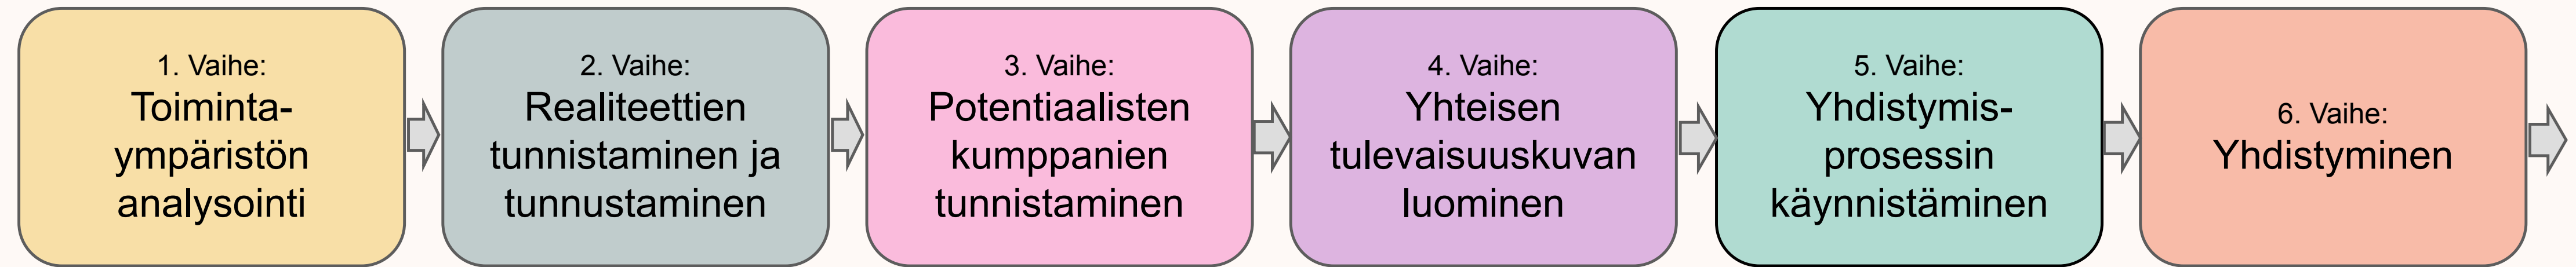 1. Vaihe:
Toiminta-
ympäristön
analysointi
2. Vaihe:
Realiteettien
tunnistaminen ja
tunnustaminen
3. Vaihe:
Potentiaalisten
kumppanien
tunnistaminen
4. Vaihe:
Yhteisen
tulevaisuuskuvan
luominen
5. Vaihe:
Yhdistymis-
prosessin
käynnistäminen
6. Vaihe:
Yhdistyminen